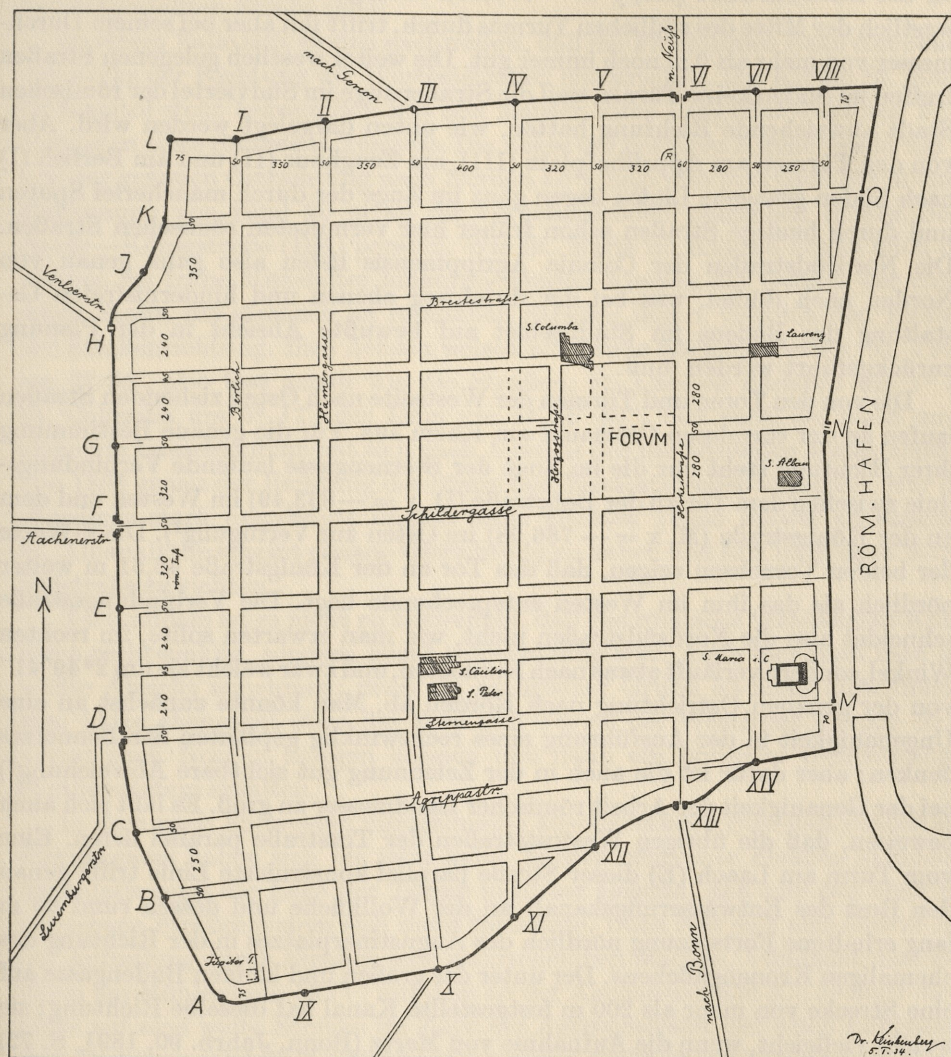 nach Genon
n. Neuß
III
IV
V
VI
VII
VIII
L
I
II
75
75
50
350
50
350
50
400
50
320
50
320
60
280
50
250
50
R
K
50
O
J
350
Venloerstr
50
H
Breitestrasse
S. Columba
S. Laurenz
240
45
240
Berlich
Hämergasse
Herzogstraße
FORVM
280
50
280
Hohestraße
N
S. Alban
RÖM. HAFEN
G
50
320
F
50
Schildergasse
Aachenerstr
N
320
E
50
240
45
240
S. Cäcilien
S. Peter
S. Maria i. C
M
70
D
50
Sternengasse
XIV
Agrippastr.
XIII
C
50
XII
Luxemburgerstr
250
B
50
XI
Jupiter T.
75
A
IX
X
nach Bonn
Dr. Klinkenberg
5. I. 34.